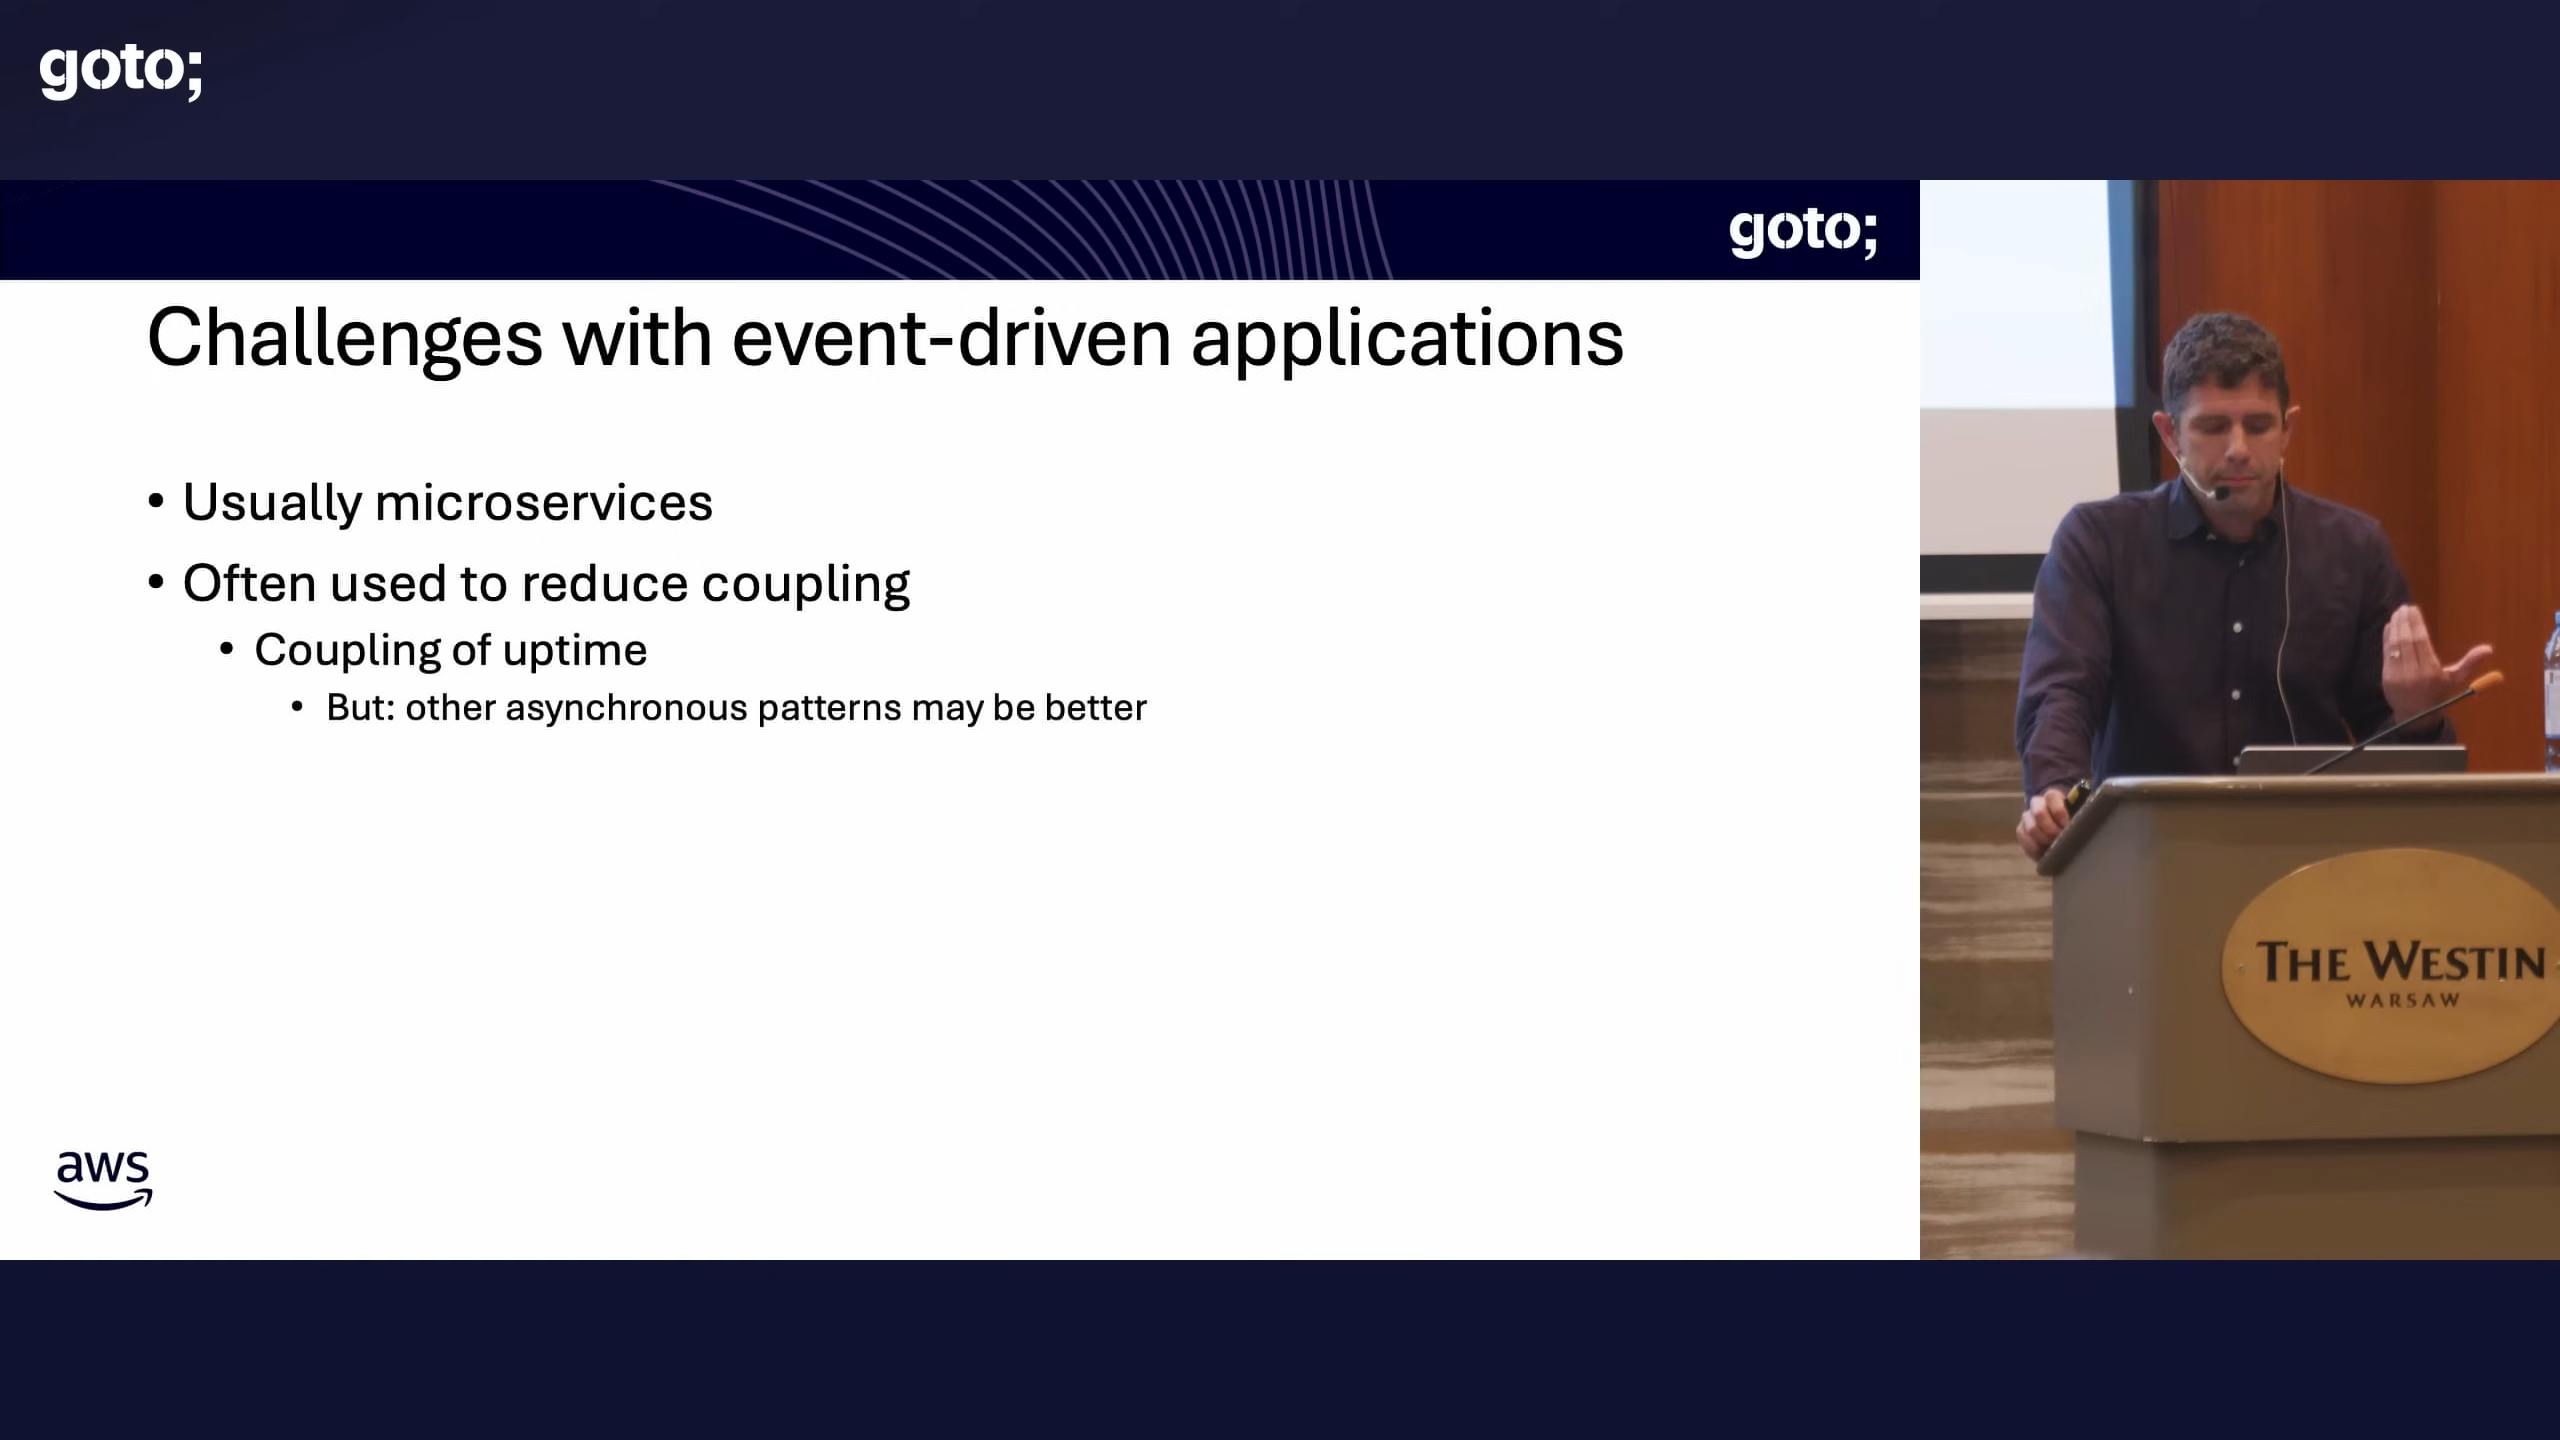 goto;
goto;
Challenges with event-driven applications
• Usually microservices
• Often used to reduce coupling
• Coupling of uptime
• But: other asynchronous patterns may be better
aws
THE WESTIN
WARSAW